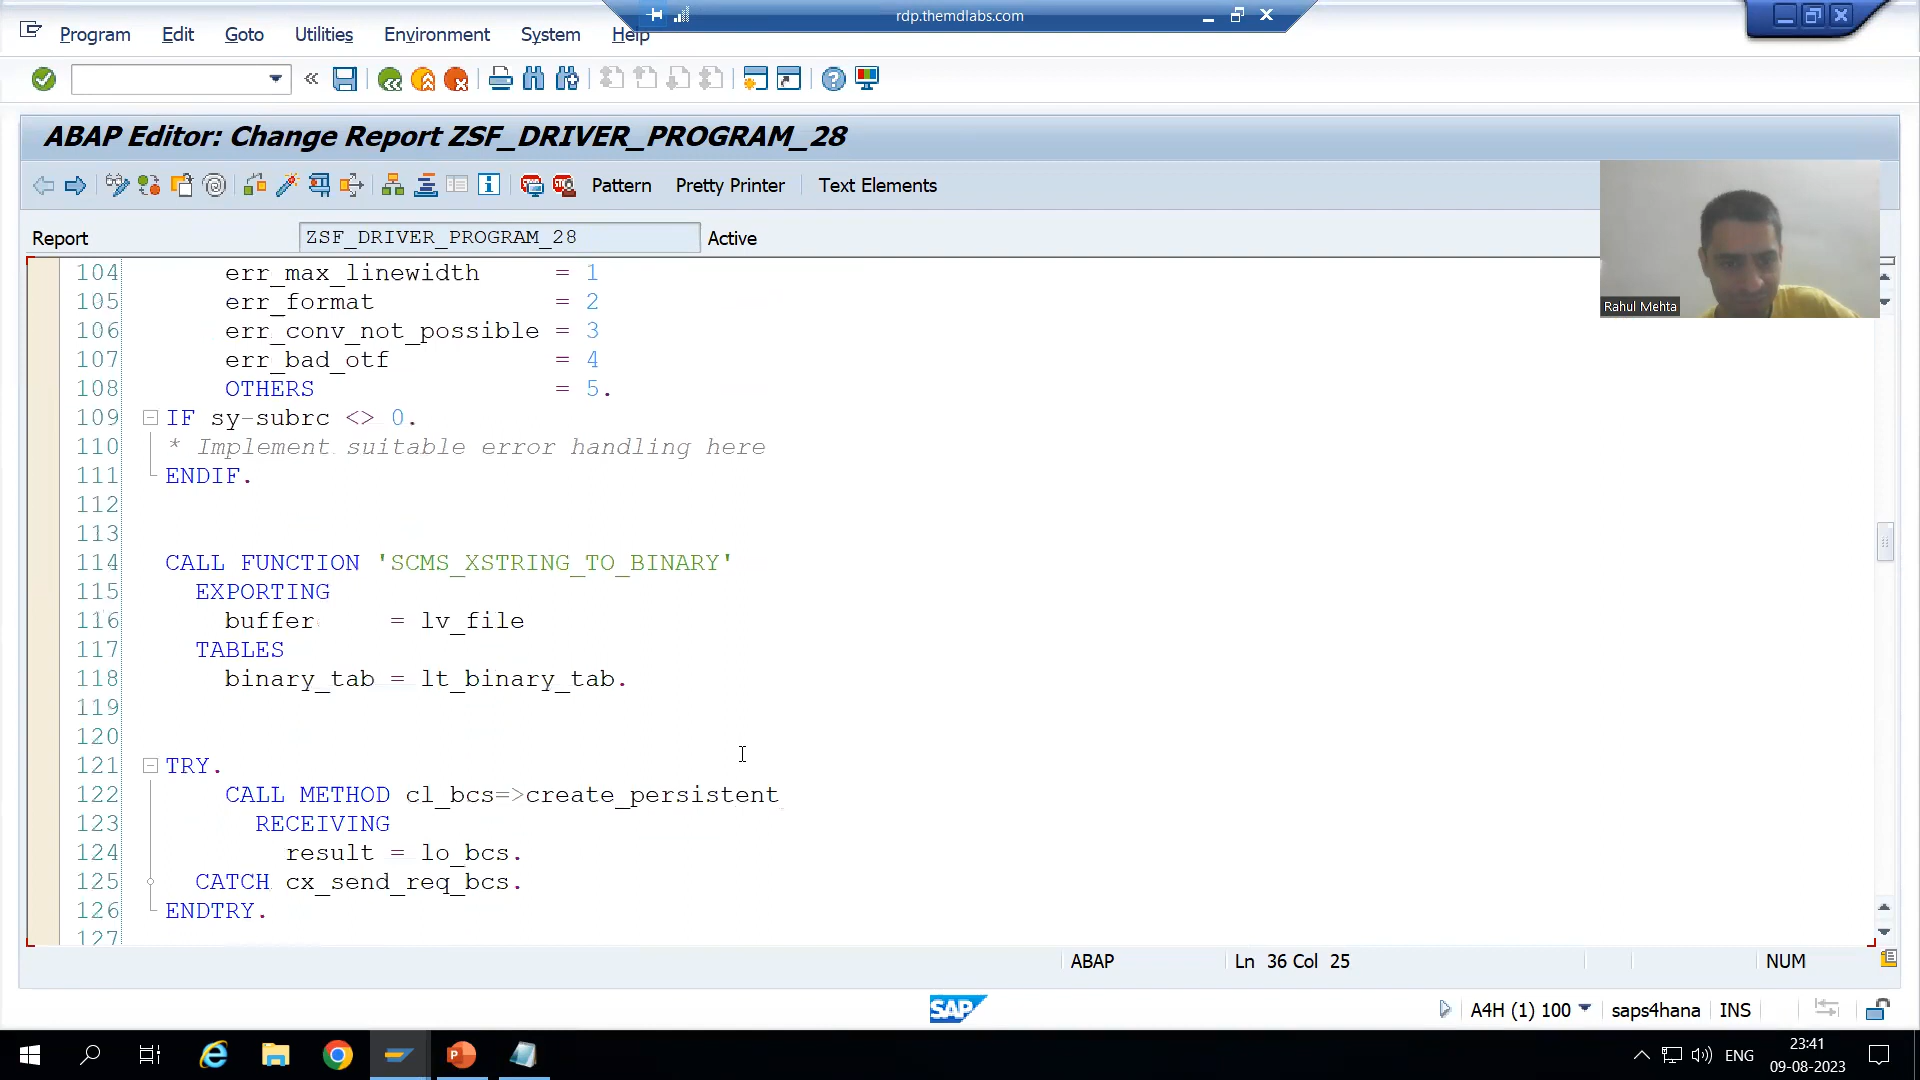 rdp.themdlabs.com
Program Edit Goto Utilities Environment System Help
ABAP Editor: Change Report ZSF_DRIVER_PROGRAM_28
Pattern Pretty Printer Text Elements
Report ZSF_DRIVER_PROGRAM_28 Active
Rahul Mehta
104 err_max_linewidth = 1
105 err_format = 2
106 err_conv_not_possible = 3
107 err_bad_otf = 4
108 OTHERS = 5.
109 IF sy-subrc <> 0.
110 * Implement suitable error handling here
111 ENDIF.
112
113
114 CALL FUNCTION 'SCMS_XSTRING_TO_BINARY'
115 EXPORTING
116 buffer = lv_file
117 TABLES
118 binary_tab = lt_binary_tab.
119
120
121 TRY.
122 CALL METHOD cl_bcs=>create_persistent
123 RECEIVING
124 result = lo_bcs.
125 CATCH cx_send_req_bcs.
126 ENDTRY.
127
ABAP Ln 36 Col 25 NUM
SAP A4H (1) 100 saps4hana INS
ENG 23:41
09-08-2023